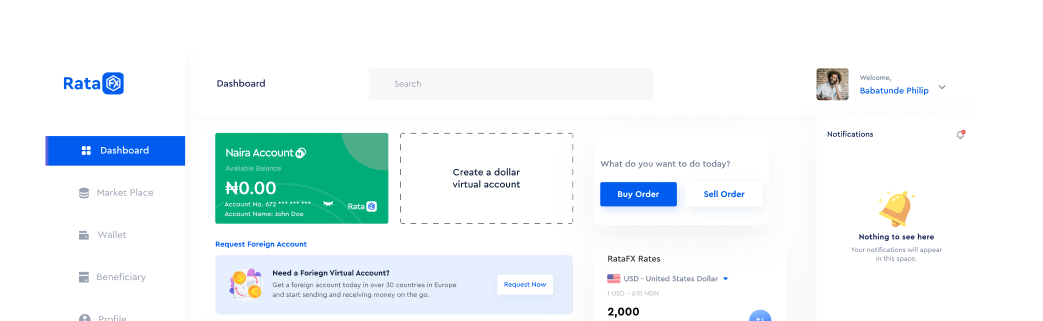 Rata FX
Dashboard
Search
Welcome,
Babatunde Philip
Dashboard
Market Place
Wallet
Beneficiary
Profile
Naira Account N
Available Balance
₦0.00
Account No. 672 *** *** ***
Account Name: John Doe
Rata
Create a dollar
virtual account
Request Foreign Account
Need a Foriegn Virtual Account?
Get a foreign account today in over 30 countries in Europe
and start sending and receiving money on the go.
Request Now
What do you want to do today?
Buy Order
Sell Order
RataFX Rates
USD - United States Dollar
1 USD - 610 NGN
2,000
Notifications
Nothing to see here
Your notifications will appear
in this space.